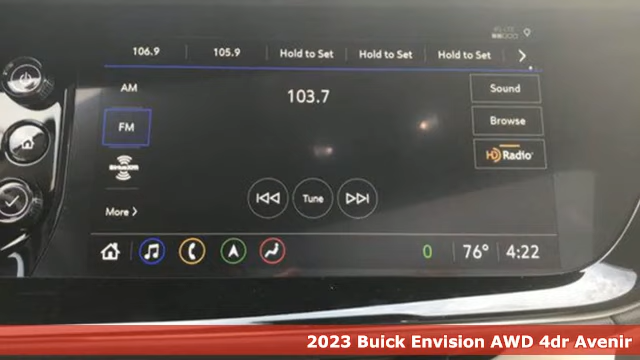 106.9 105.9 Hold to Set Hold to Set Hold to Set
AM
103.7
Sound
FM
Browse
HD Radio
SiriusXM
Tune
More
0 76° 4:22
2023 Buick Envision AWD 4dr Avenir